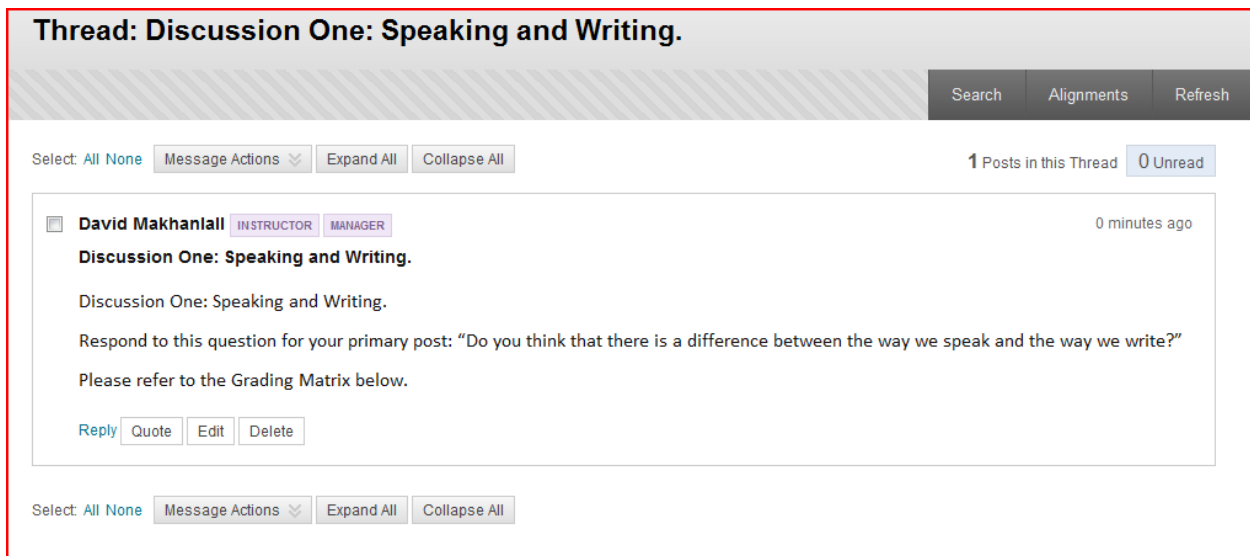 Thread: Discussion One: Speaking and Writing.
Search Alignments Refresh
Select: All None Message Actions Expand All Collapse All 1 Posts in this Thread 0 Unread
David Makhanlall INSTRUCTOR MANAGER 0 minutes ago
Discussion One: Speaking and Writing.
Discussion One: Speaking and Writing.
Respond to this question for your primary post: “Do you think that there is a difference between the way we speak and the way we write?”
Please refer to the Grading Matrix below.
Reply Quote Edit Delete
Select: All None Message Actions Expand All Collapse All